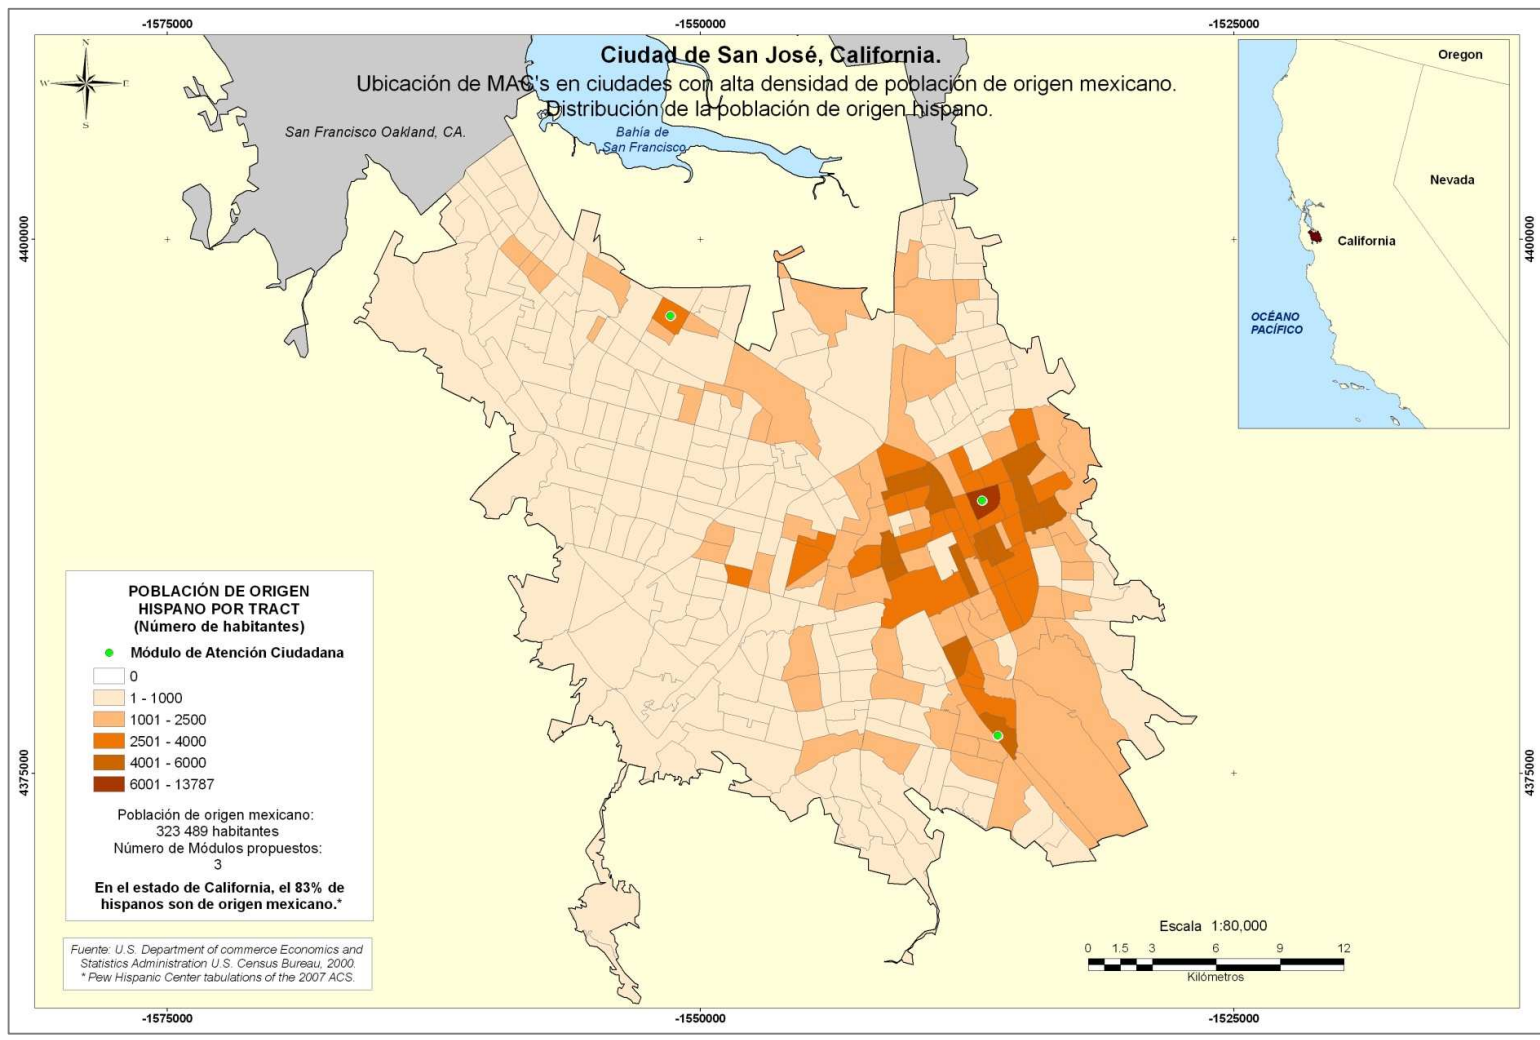 -1575000
-1550000
-1525000
Ciudad de San José, California.
Ubicación de MAC's en ciudades con alta densidad de población de origen mexicano.
Distribución de la población de origen hispano.
N
W
E
S
San Francisco Oakland, CA.
Bahía de
San Francisco
Oregon
Nevada
California
OCÉANO
PACÍFICO
4400000
4400000
4375000
4375000
POBLACIÓN DE ORIGEN
HISPANO POR TRACT
(Número de habitantes)
Módulo de Atención Ciudadana
0
1 - 1000
1001 - 2500
2501 - 4000
4001 - 6000
6001 - 13787
Población de origen mexicano:
323 489 habitantes
Número de Módulos propuestos:
3
En el estado de California, el 83% de
hispanos son de origen mexicano.*
Fuente: U.S. Department of commerce Economics and
Statistics Administration U.S. Census Bureau, 2000.
* Pew Hispanic Center tabulations of the 2007 ACS.
Escala 1:80,000
0 1.5 3 6 9 12
Kilómetros
-1575000
-1550000
-1525000